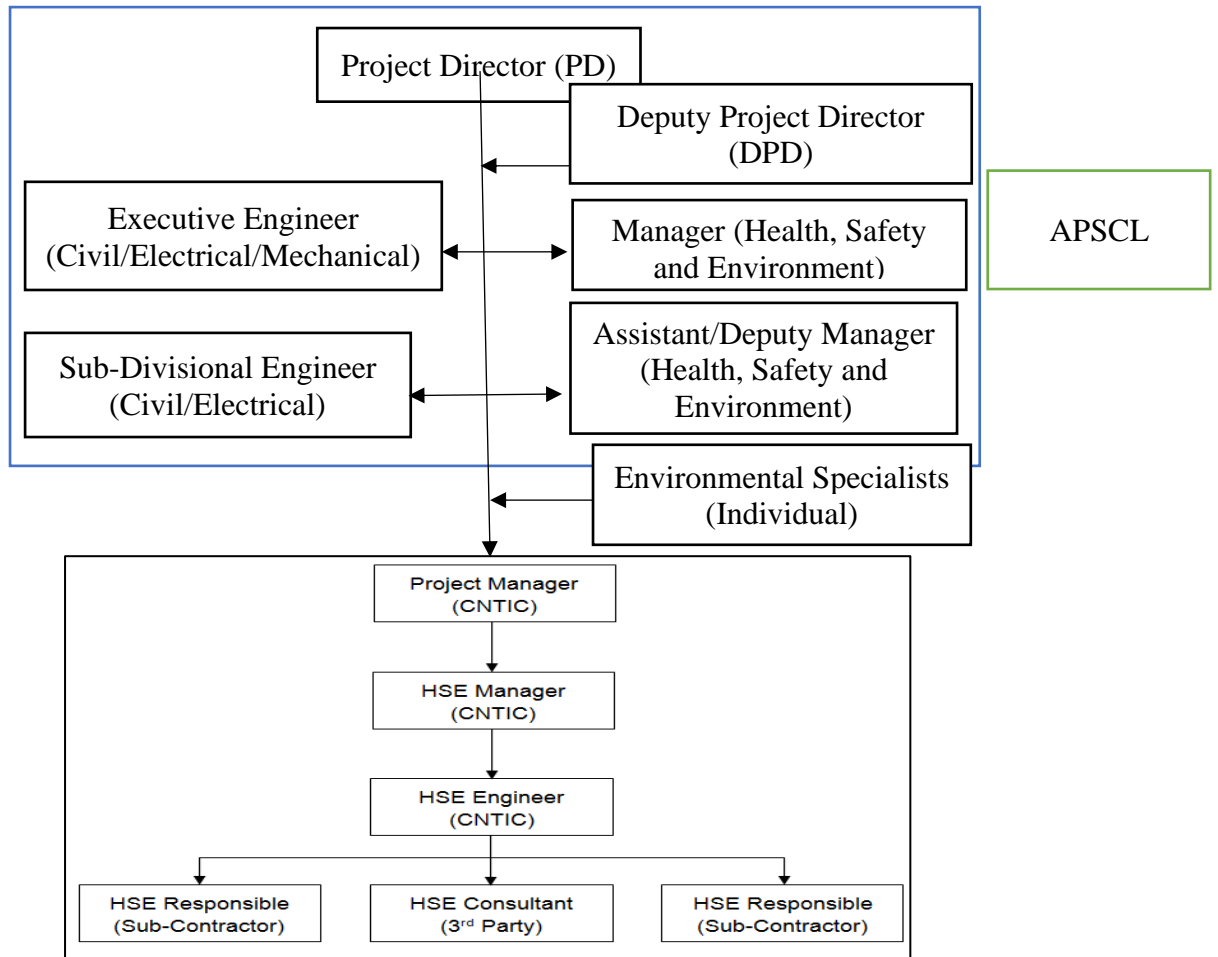 Project Director (PD)
Deputy Project Director
(DPD)
Executive Engineer
(Civil/Electrical/Mechanical)
Manager (Health, Safety
and Environment)
APSCL
Sub-Divisional Engineer
(Civil/Electrical)
Assistant/Deputy Manager
(Health, Safety and
Environment)
Environmental Specialists
(Individual)
Project Manager
(CNTIC)
HSE Manager
(CNTIC)
HSE Engineer
(CNTIC)
HSE Responsible
(Sub-Contractor)
HSE Consultant
(3rd Party)
HSE Responsible
(Sub-Contractor)